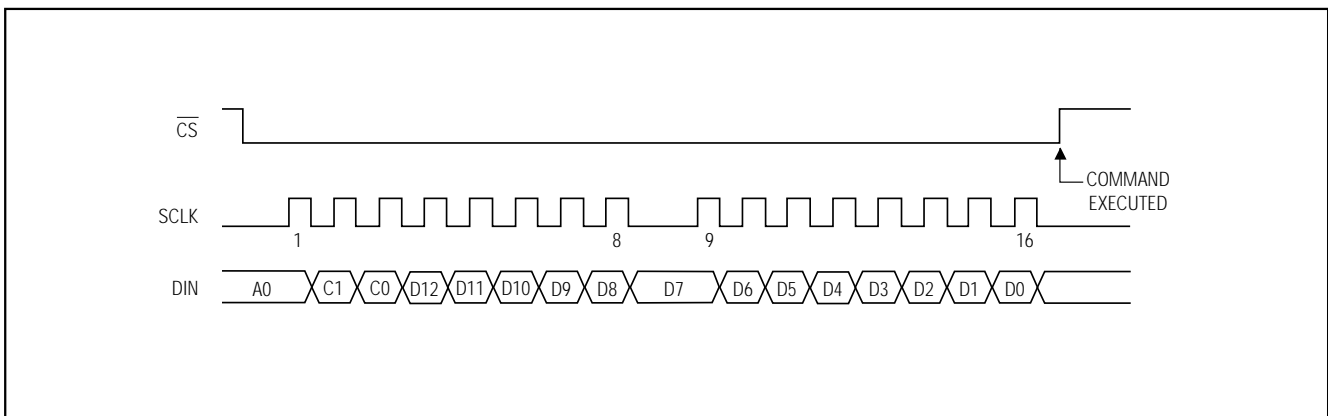 CS
COMMAND
EXECUTED
SCLK
1 8 9 16
DIN A0 C1 C0 D12 D11 D10 D9 D8 D7 D6 D5 D4 D3 D2 D1 D0